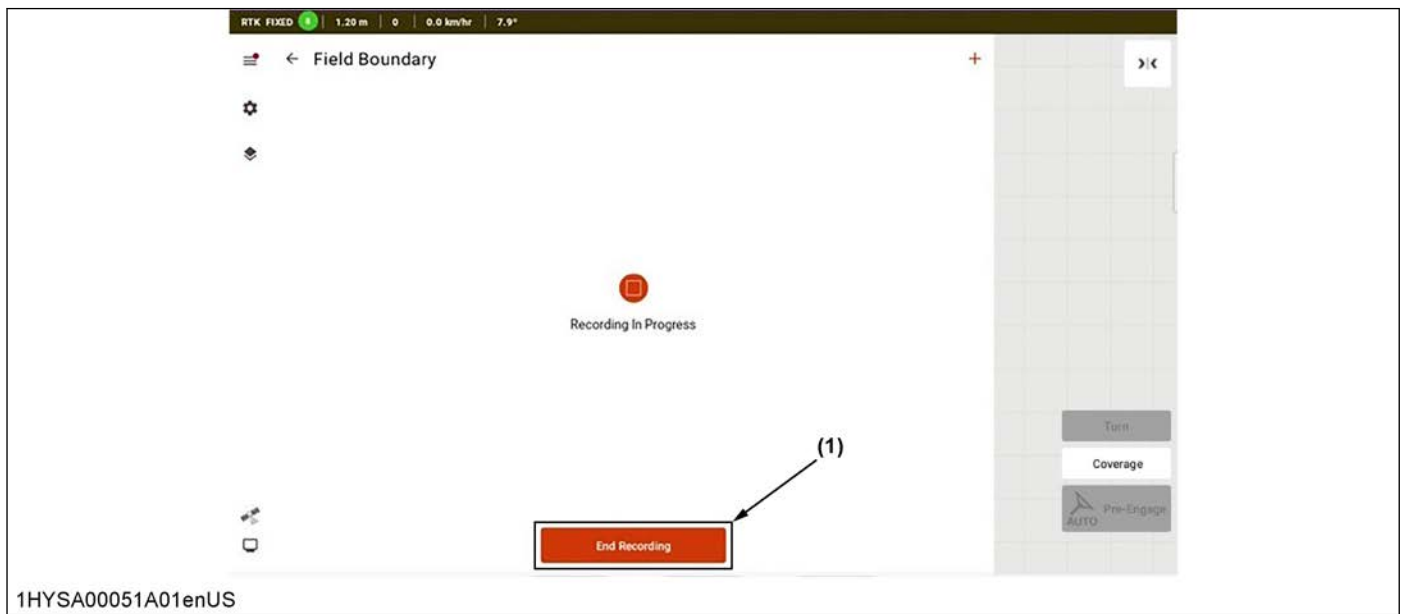 RTK FIXED 1.20 m 0 0.0 km/hr 7.9°
Field Boundary
Recording In Progress
(1)
Turn
Coverage
AUTO Pre-Engage
End Recording
1HYSA00051A01enUS